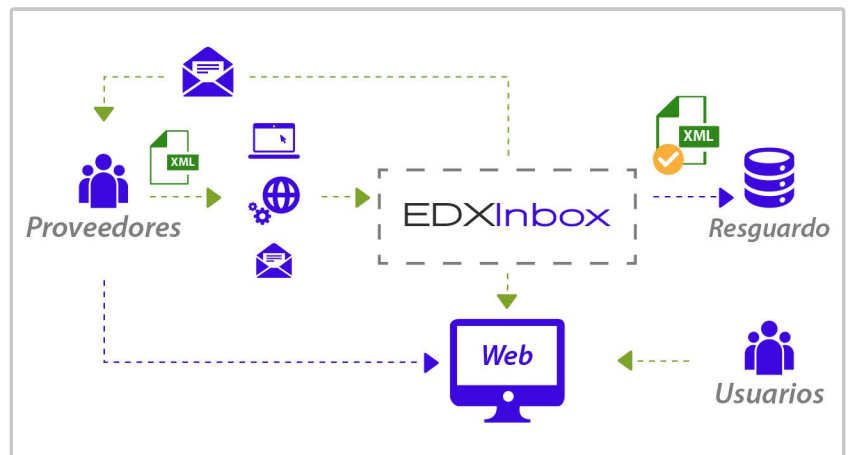 XML
XML
Proveedores
EDXInbox
Resguardo
Web
Usuarios